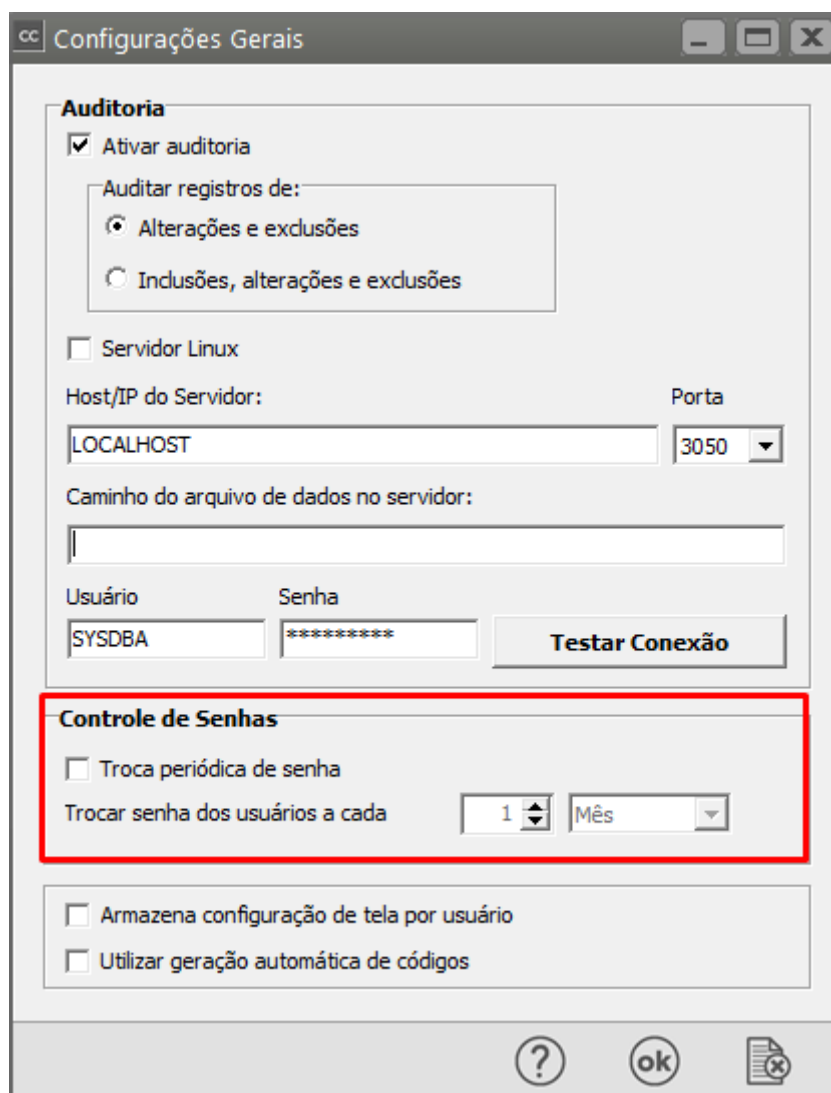 cc Configurações Gerais
Auditoria
Ativar auditoria
Auditar registros de:
Alterações e exclusões
Inclusões, alterações e exclusões
Servidor Linux
Host/IP do Servidor: Porta
LOCALHOST 3050
Caminho do arquivo de dados no servidor:
Usuário Senha
SYSDBA ********* Testar Conexão
Controle de Senhas
Troca periódica de senha
Trocar senha dos usuários a cada 1 Mês
Armazena configuração de tela por usuário
Utilizar geração automática de códigos
? ok